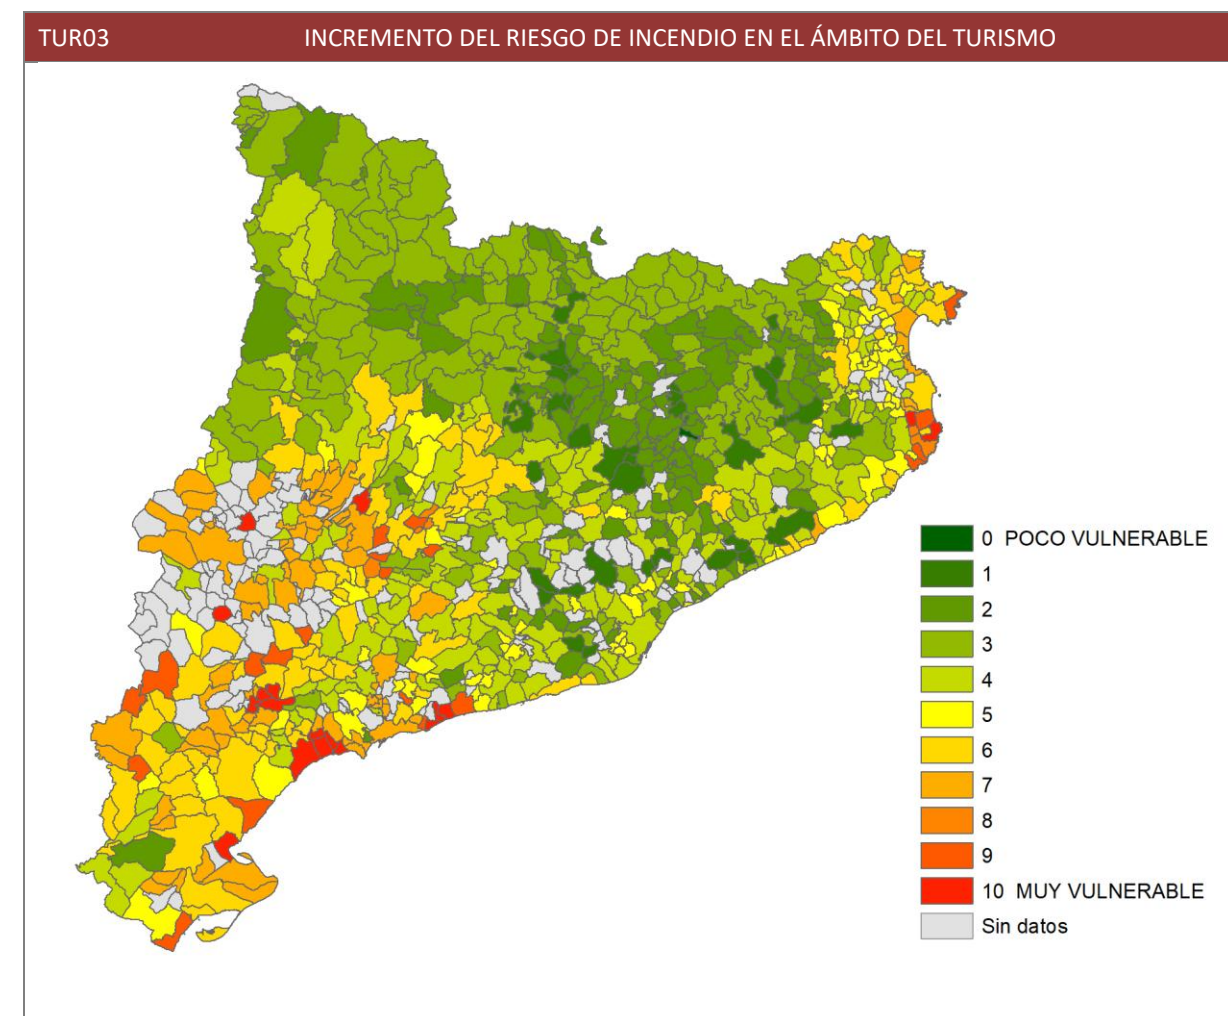 TUR03 INCREMENTO DEL RIESGO DE INCENDIO EN EL ÁMBITO DEL TURISMO
0 POCO VULNERABLE
1
2
3
4
5
6
7
8
9
10 MUY VULNERABLE
Sin datos